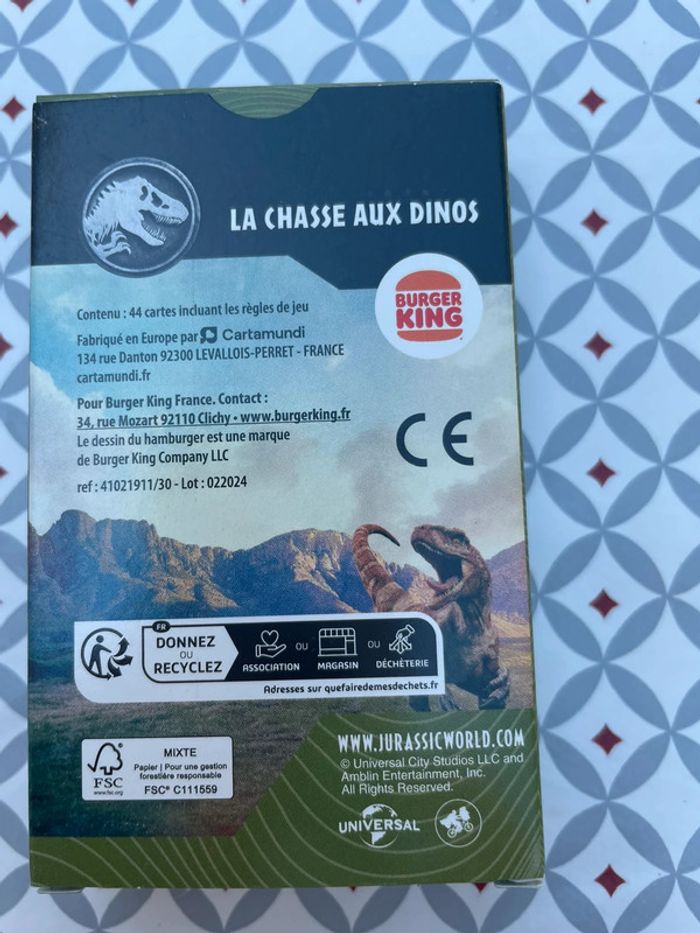 LA CHASSE AUX DINOS
Contenu : 44 cartes incluant les règles de jeu
Fabriqué en Europe par Cartamundi
134 rue Danton 92300 LEVALLOIS-PERRET - FRANCE
cartamundi.fr
BURGER
KING
Pour Burger King France. Contact :
34, rue Mozart 92110 Clichy • www.burgerking.fr
Le dessin du hamburger est une marque
de Burger King Company LLC
CE
ref : 41021911/30 - Lot : 022024
FR
DONNEZ
OU
RECYCLEZ
ASSOCIATION OU MAGASIN OU DÉCHÈTERIE
Adresses sur quefairedemesdechets.fr
FSC
www.fsc.org
MIXTE
Papier | Pour une gestion
forestière responsable
FSC® C111559
WWW.JURASSICWORLD.COM
© Universal City Studios LLC and
Amblin Entertainment, Inc.
All Rights Reserved.
UNIVERSAL